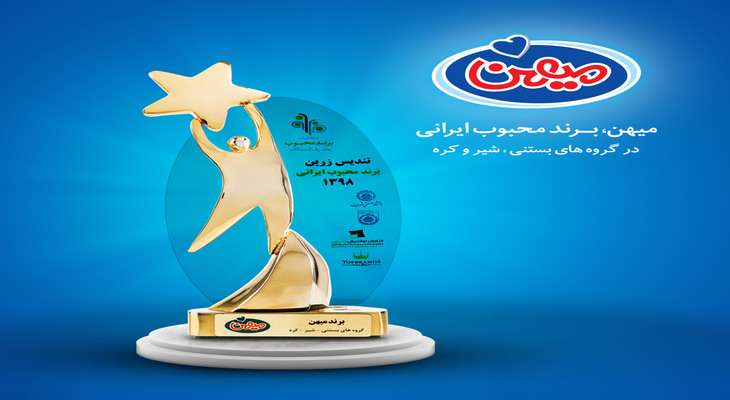 میهن
میهن، برند محبوب ایرانی
در گروه های بستنی ، شیر و کره
برند محبوب
تندیس زرین
برند محبوب ایرانی
۱۳۹۸
TOPBRANDS
برند میهن
گروه های بستنی - شیر - کره
میهن